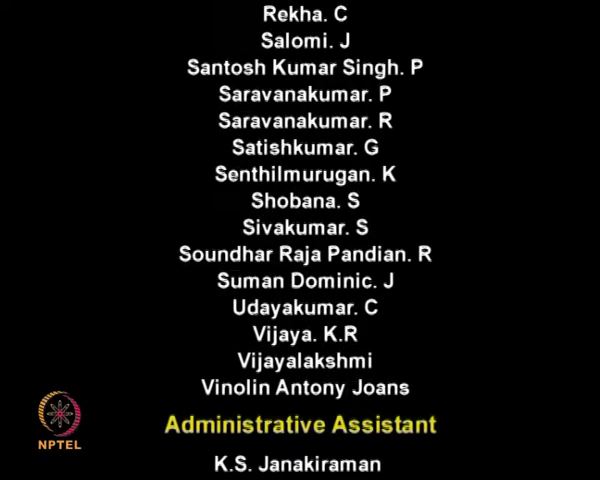 Rekha. C
Salomi. J
Santosh Kumar Singh. P
Saravanakumar. P
Saravanakumar. R
Satishkumar. G
Senthilmurugan. K
Shobana. S
Sivakumar. S
Soundhar Raja Pandian. R
Suman Dominic. J
Udayakumar. C
Vijaya. K.R
Vijayalakshmi
Vinolin Antony Joans
Administrative Assistant
NPTEL
K.S. Janakiraman